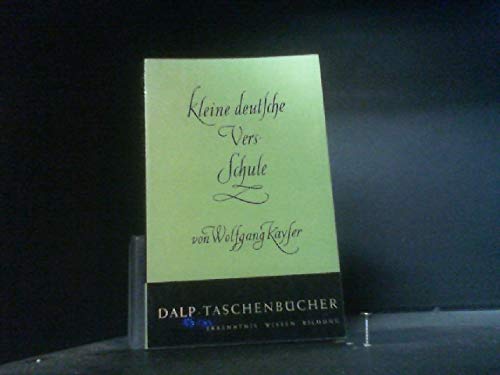 Kleine deutſche
Vers-
Schule
von Wolfgang Kayſer
DALP-TASCHENBÜCHER
ERKENNTNIS WISSEN BILDUNG